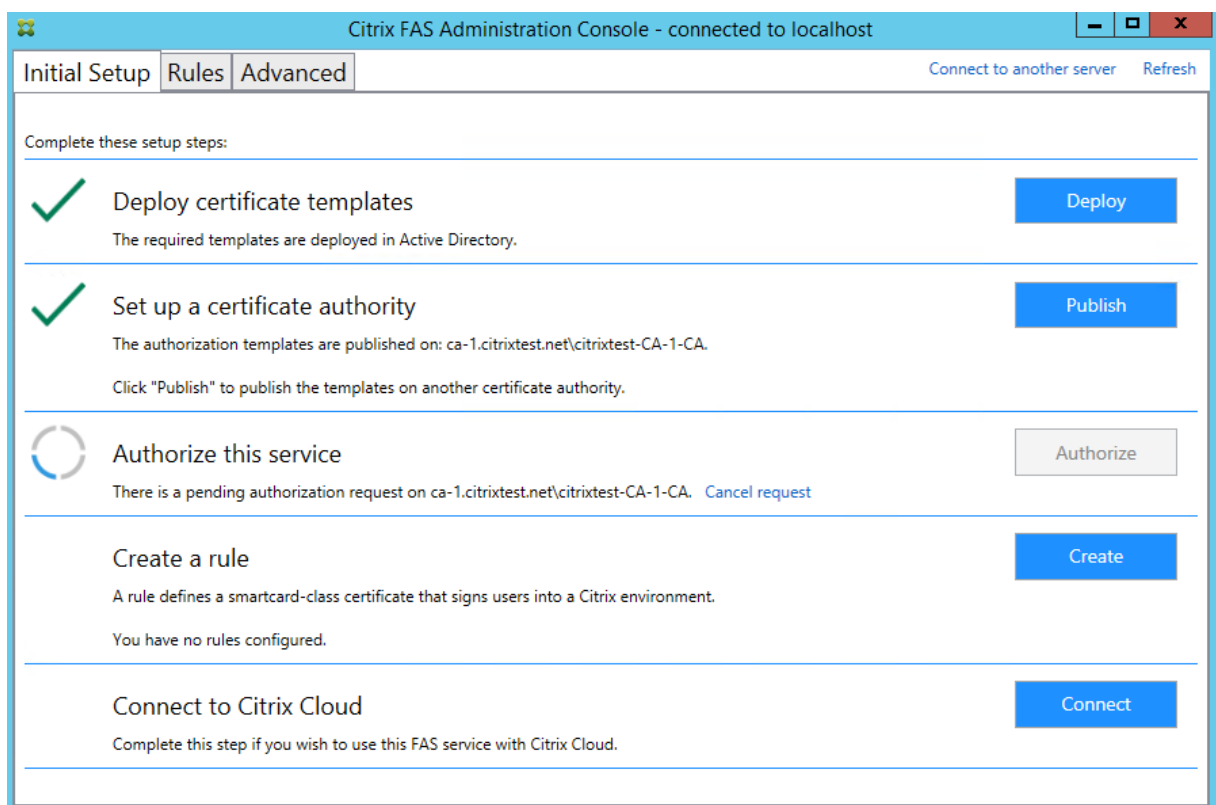 Citrix FAS Administration Console - connected to localhost
Initial Setup Rules Advanced Connect to another server Refresh
Complete these setup steps:
Deploy certificate templates Deploy
The required templates are deployed in Active Directory.
Set up a certificate authority Publish
The authorization templates are published on: ca-1.citrixtest.net\citrixtest-CA-1-CA.
Click "Publish" to publish the templates on another certificate authority.
Authorize this service Authorize
There is a pending authorization request on ca-1.citrixtest.net\citrixtest-CA-1-CA. Cancel request
Create a rule Create
A rule defines a smartcard-class certificate that signs users into a Citrix environment.
You have no rules configured.
Connect to Citrix Cloud Connect
Complete this step if you wish to use this FAS service with Citrix Cloud.